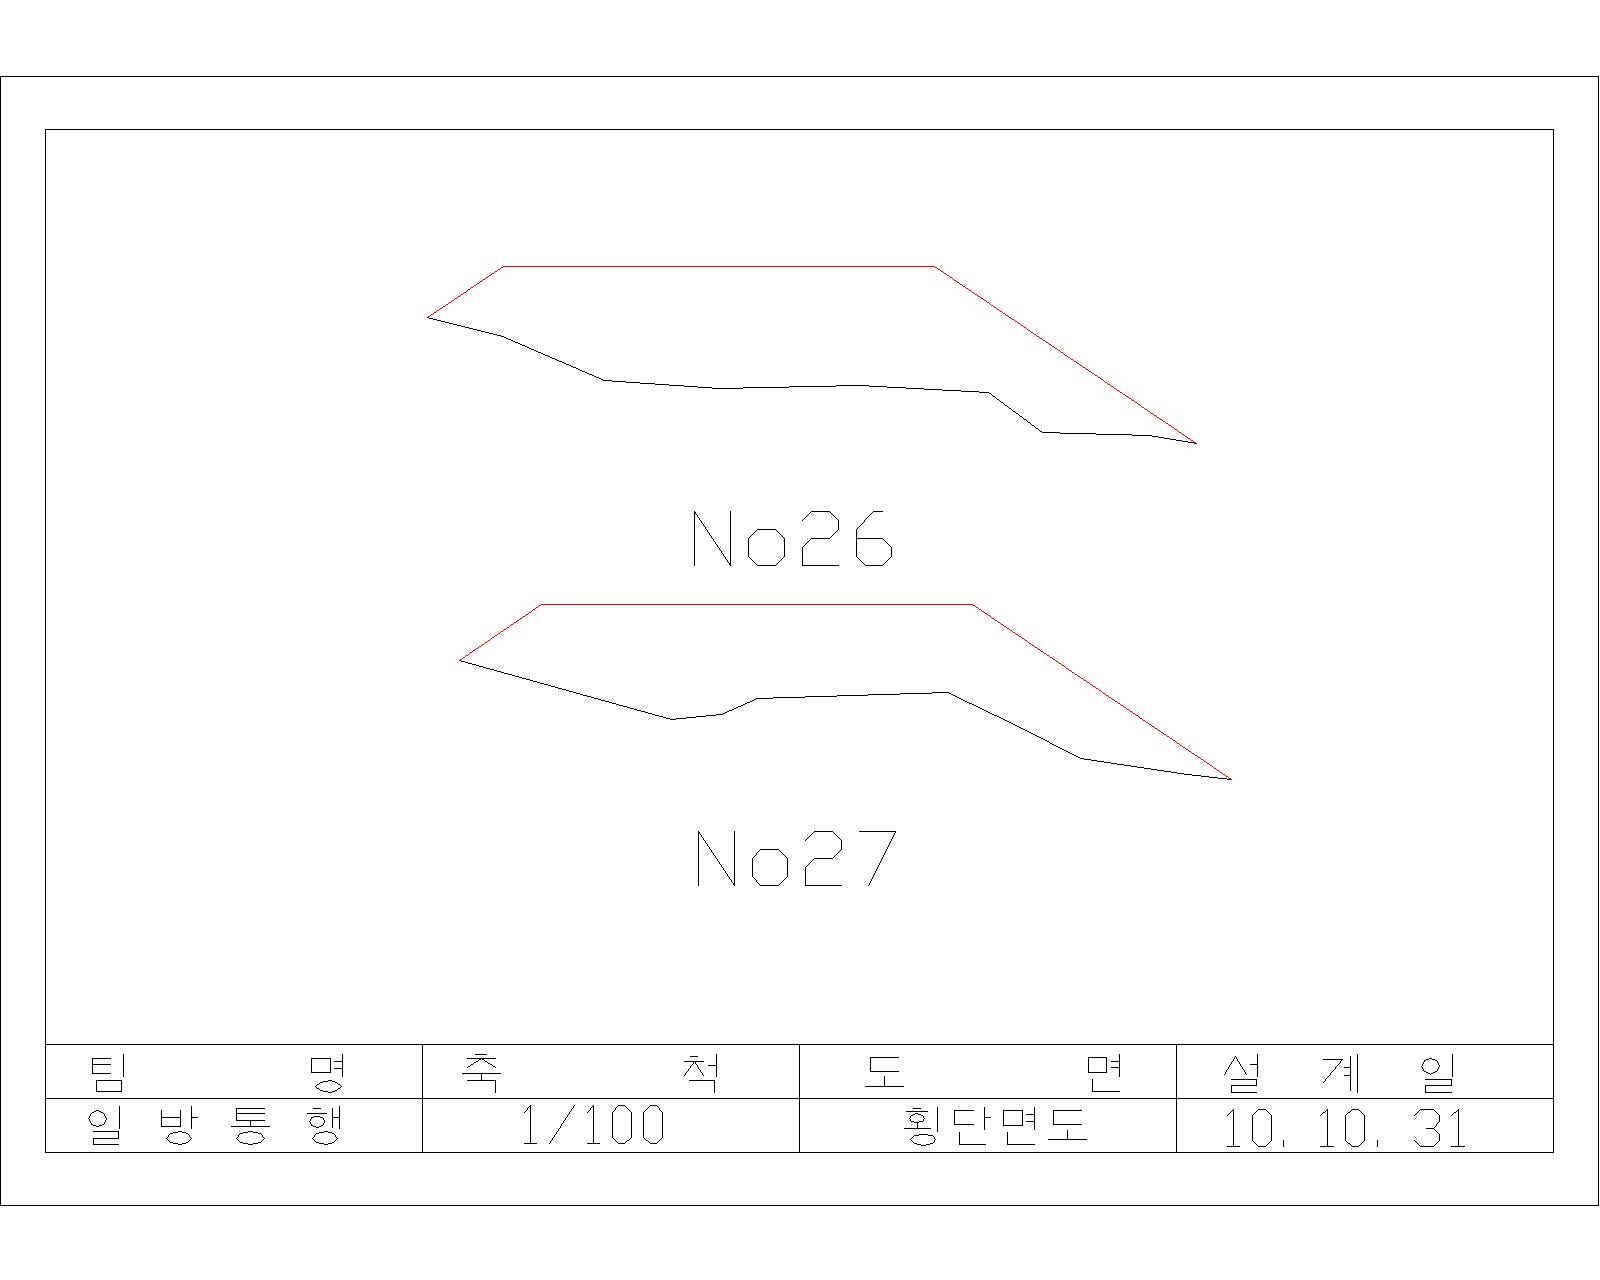 No26
No27
팀 명 축 척 도 면 설 계 일
일 방 통 행 1/100 횡단면도 10. 10. 31